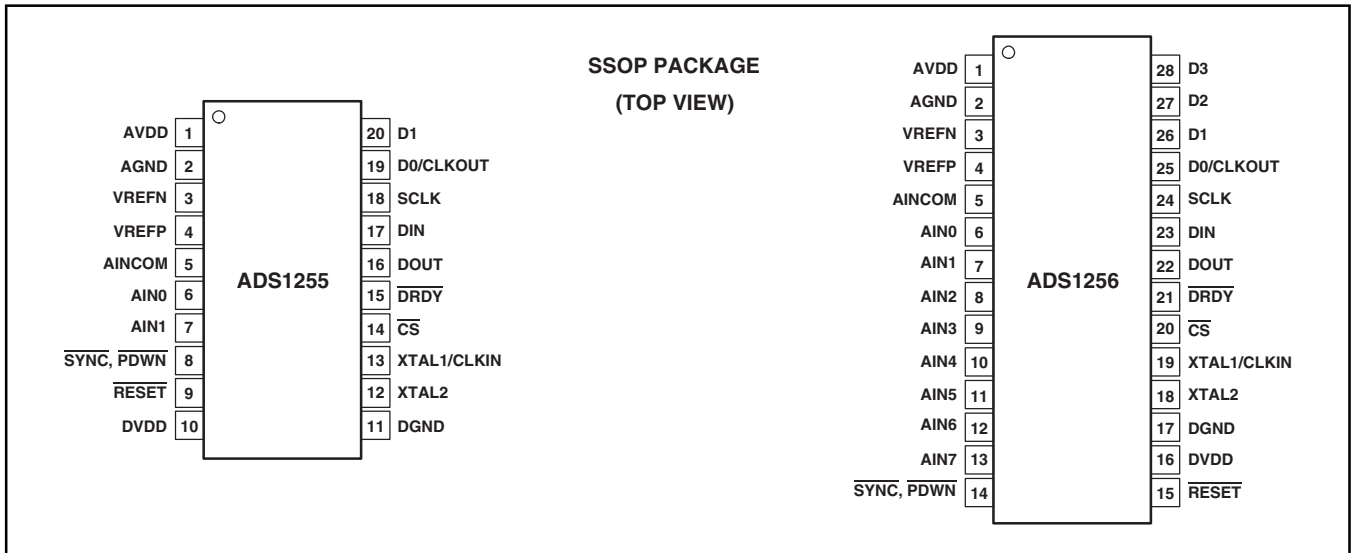 SSOP PACKAGE
(TOP VIEW)
AVDD 1
AGND 2
VREFN 3
VREFP 4
AINCOM 5
AIN0 6
AIN1 7
SYNC, PDWN 8
RESET 9
DVDD 10
ADS1255
20 D1
19 D0/CLKOUT
18 SCLK
17 DIN
16 DOUT
15 DRDY
14 CS
13 XTAL1/CLKIN
12 XTAL2
11 DGND
AVDD 1
AGND 2
VREFN 3
VREFP 4
AINCOM 5
AIN0 6
AIN1 7
AIN2 8
AIN3 9
AIN4 10
AIN5 11
AIN6 12
AIN7 13
SYNC, PDWN 14
ADS1256
28 D3
27 D2
26 D1
25 D0/CLKOUT
24 SCLK
23 DIN
22 DOUT
21 DRDY
20 CS
19 XTAL1/CLKIN
18 XTAL2
17 DGND
16 DVDD
15 RESET